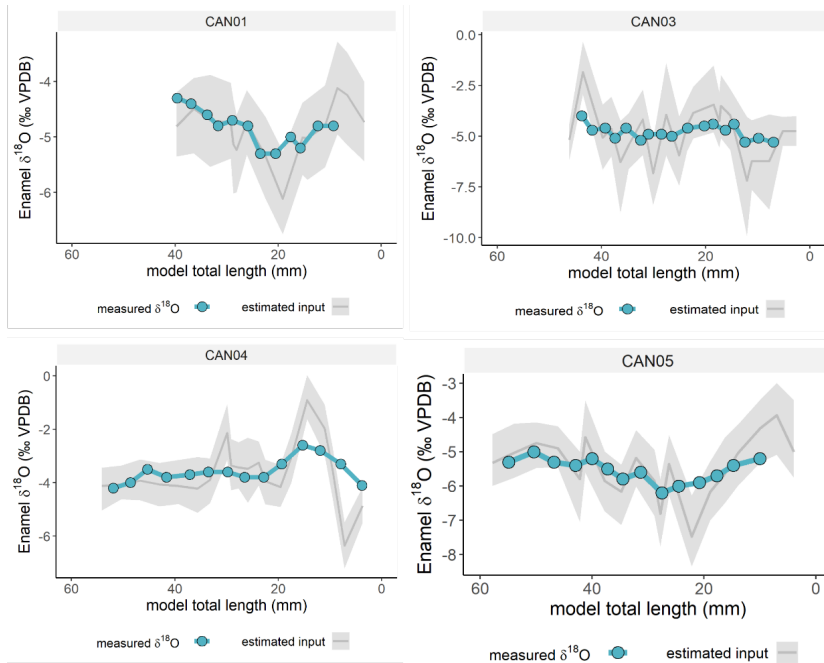 CAN01
Enamel δ¹⁸O (‰ VPDB)
-4
-5
-6
60 40 20 0
model total length (mm)
measured δ¹⁸O estimated input
CAN03
Enamel δ¹⁸O (‰ VPDB)
0.0
-2.5
-5.0
-7.5
-10.0
60 40 20 0
model total length (mm)
measured δ¹⁸O estimated input
CAN04
Enamel δ¹⁸O (‰ VPDB)
0
-2
-4
-6
60 40 20 0
model total length (mm)
measured δ¹⁸O estimated input
CAN05
Enamel δ¹⁸O (‰ VPDB)
-3
-4
-5
-6
-7
-8
60 40 20 0
model total length (mm)
measured δ¹⁸O estimated input